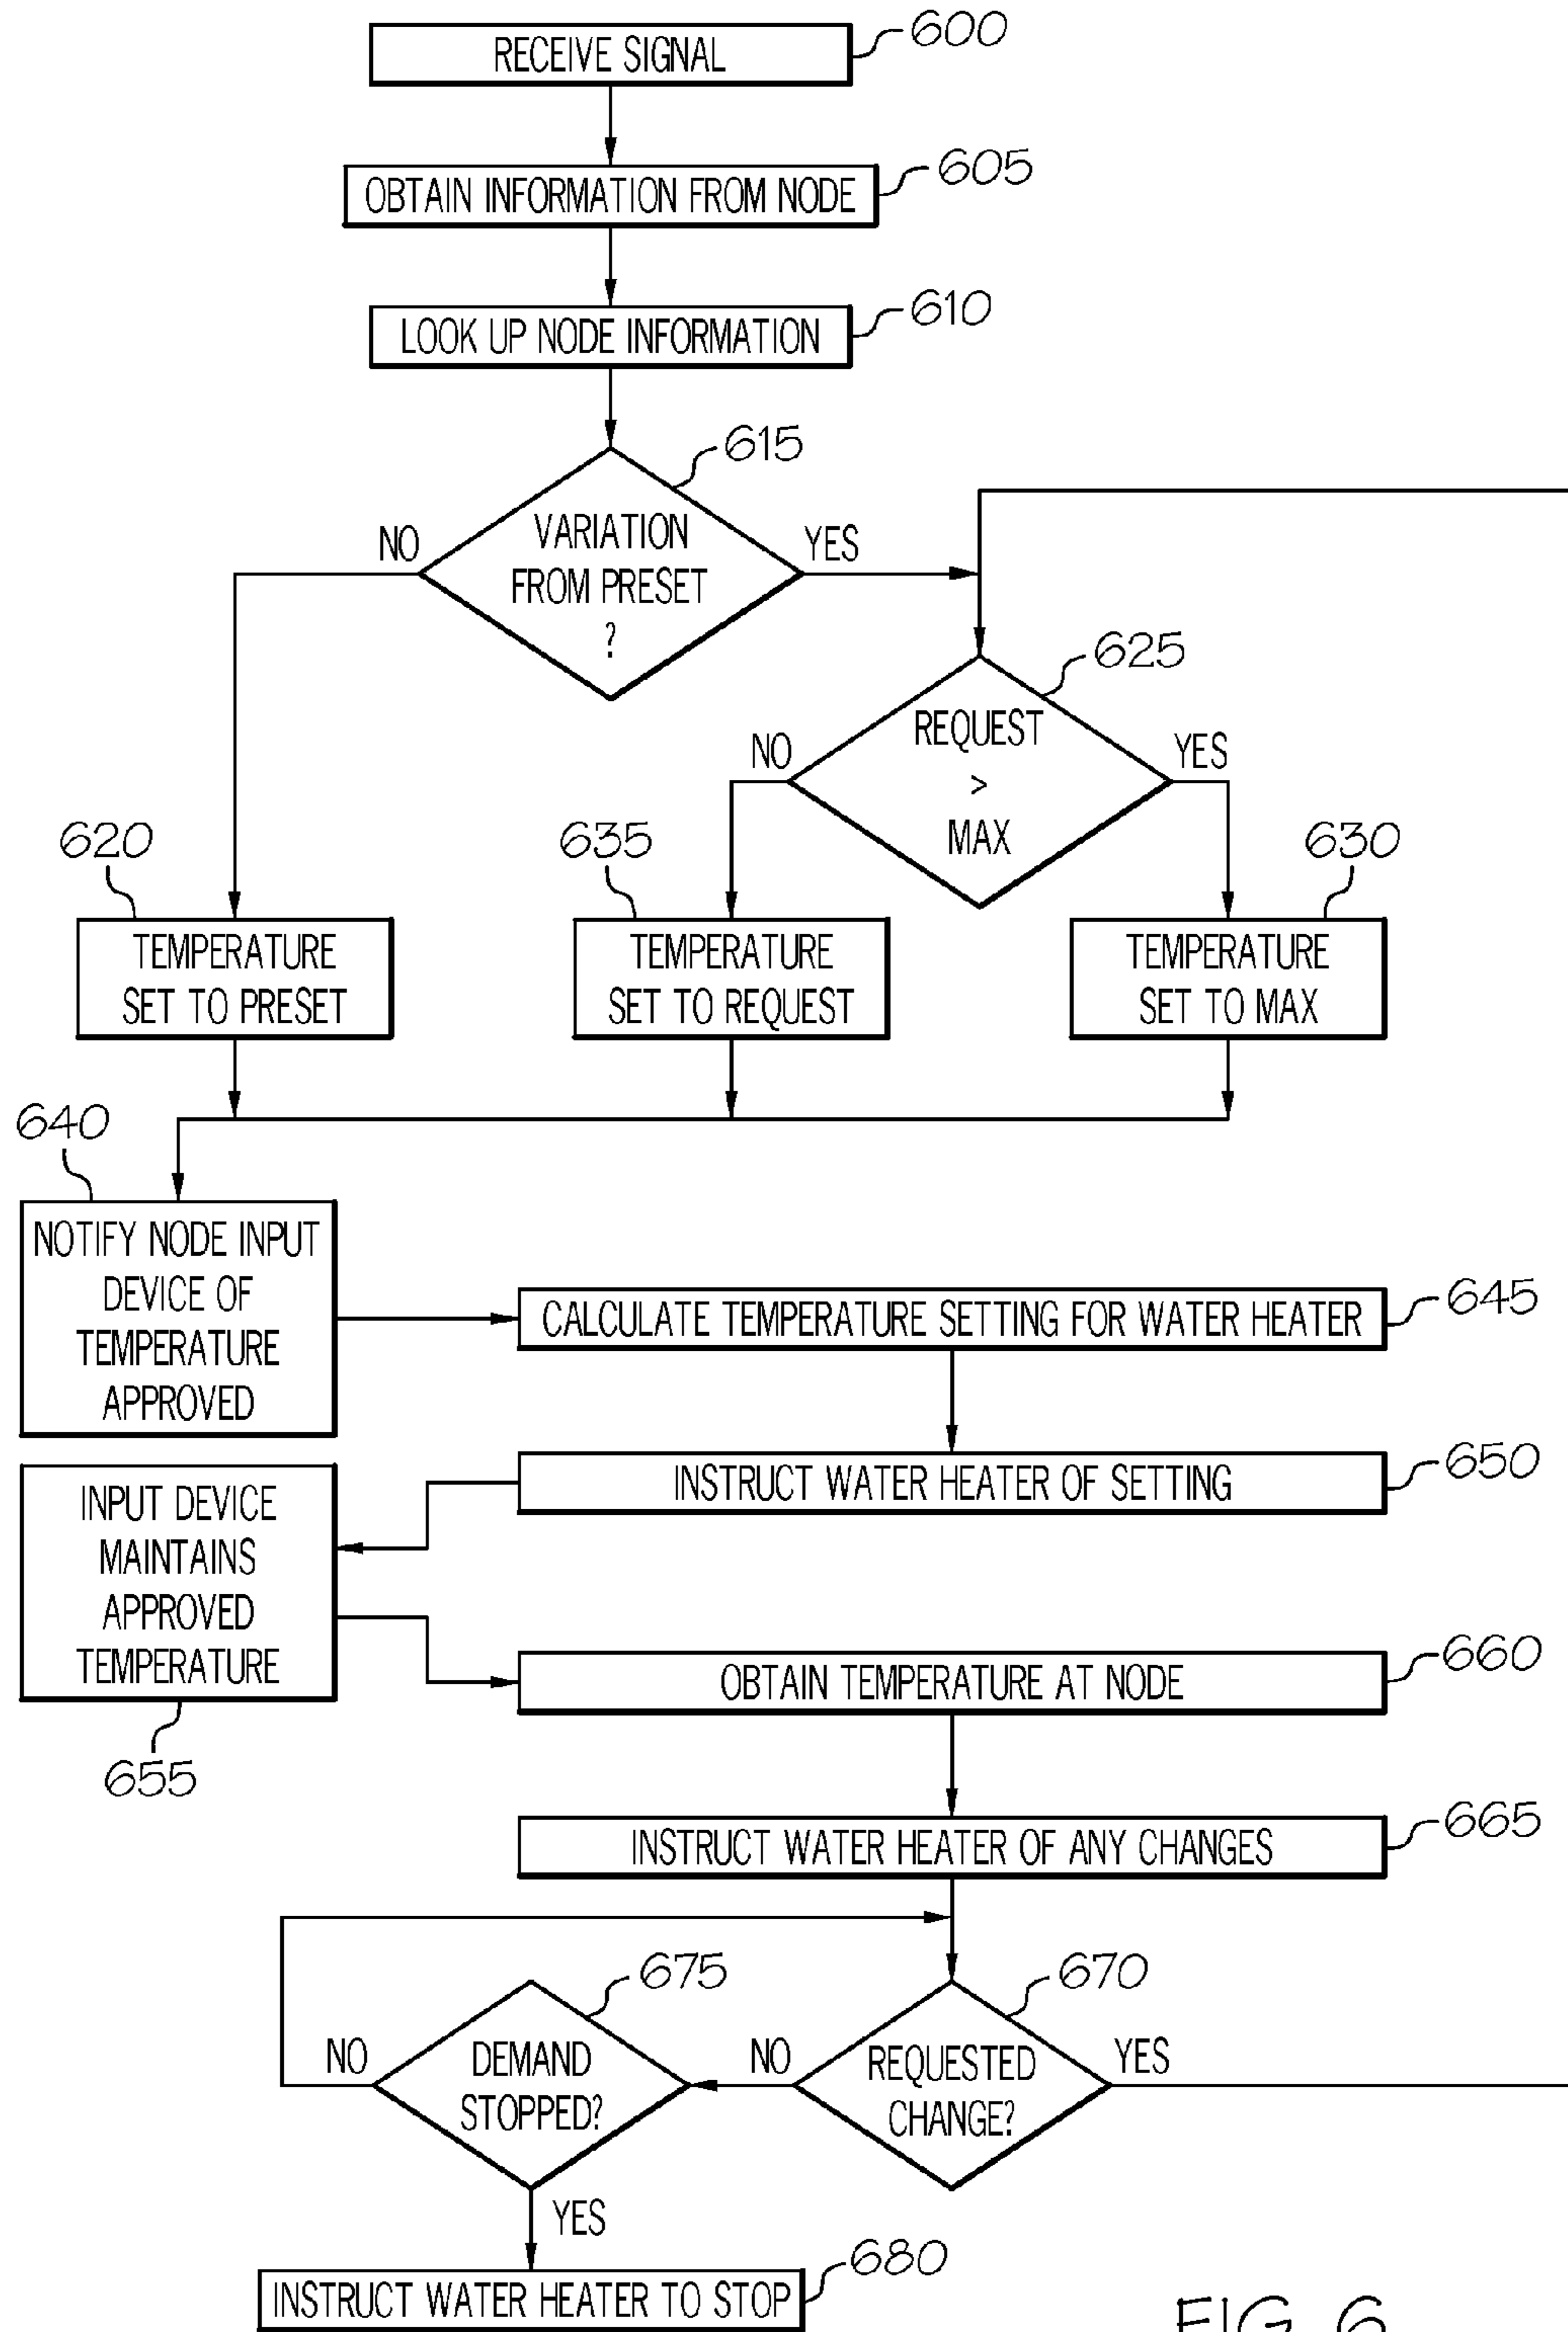 RECEIVE SIGNAL
600
OBTAIN INFORMATION FROM NODE
605
LOOK UP NODE INFORMATION
610
615
VARIATION
FROM PRESET
?
NO
YES
625
REQUEST
>
MAX
NO
YES
620
TEMPERATURE
SET TO PRESET
635
TEMPERATURE
SET TO REQUEST
630
TEMPERATURE
SET TO MAX
640
NOTIFY NODE INPUT
DEVICE OF
TEMPERATURE
APPROVED
CALCULATE TEMPERATURE SETTING FOR WATER HEATER
645
INSTRUCT WATER HEATER OF SETTING
650
INPUT DEVICE
MAINTAINS
APPROVED
TEMPERATURE
655
OBTAIN TEMPERATURE AT NODE
660
INSTRUCT WATER HEATER OF ANY CHANGES
665
670
REQUESTED
CHANGE?
YES
NO
675
DEMAND
STOPPED?
NO
YES
INSTRUCT WATER HEATER TO STOP
680
FIG. 6